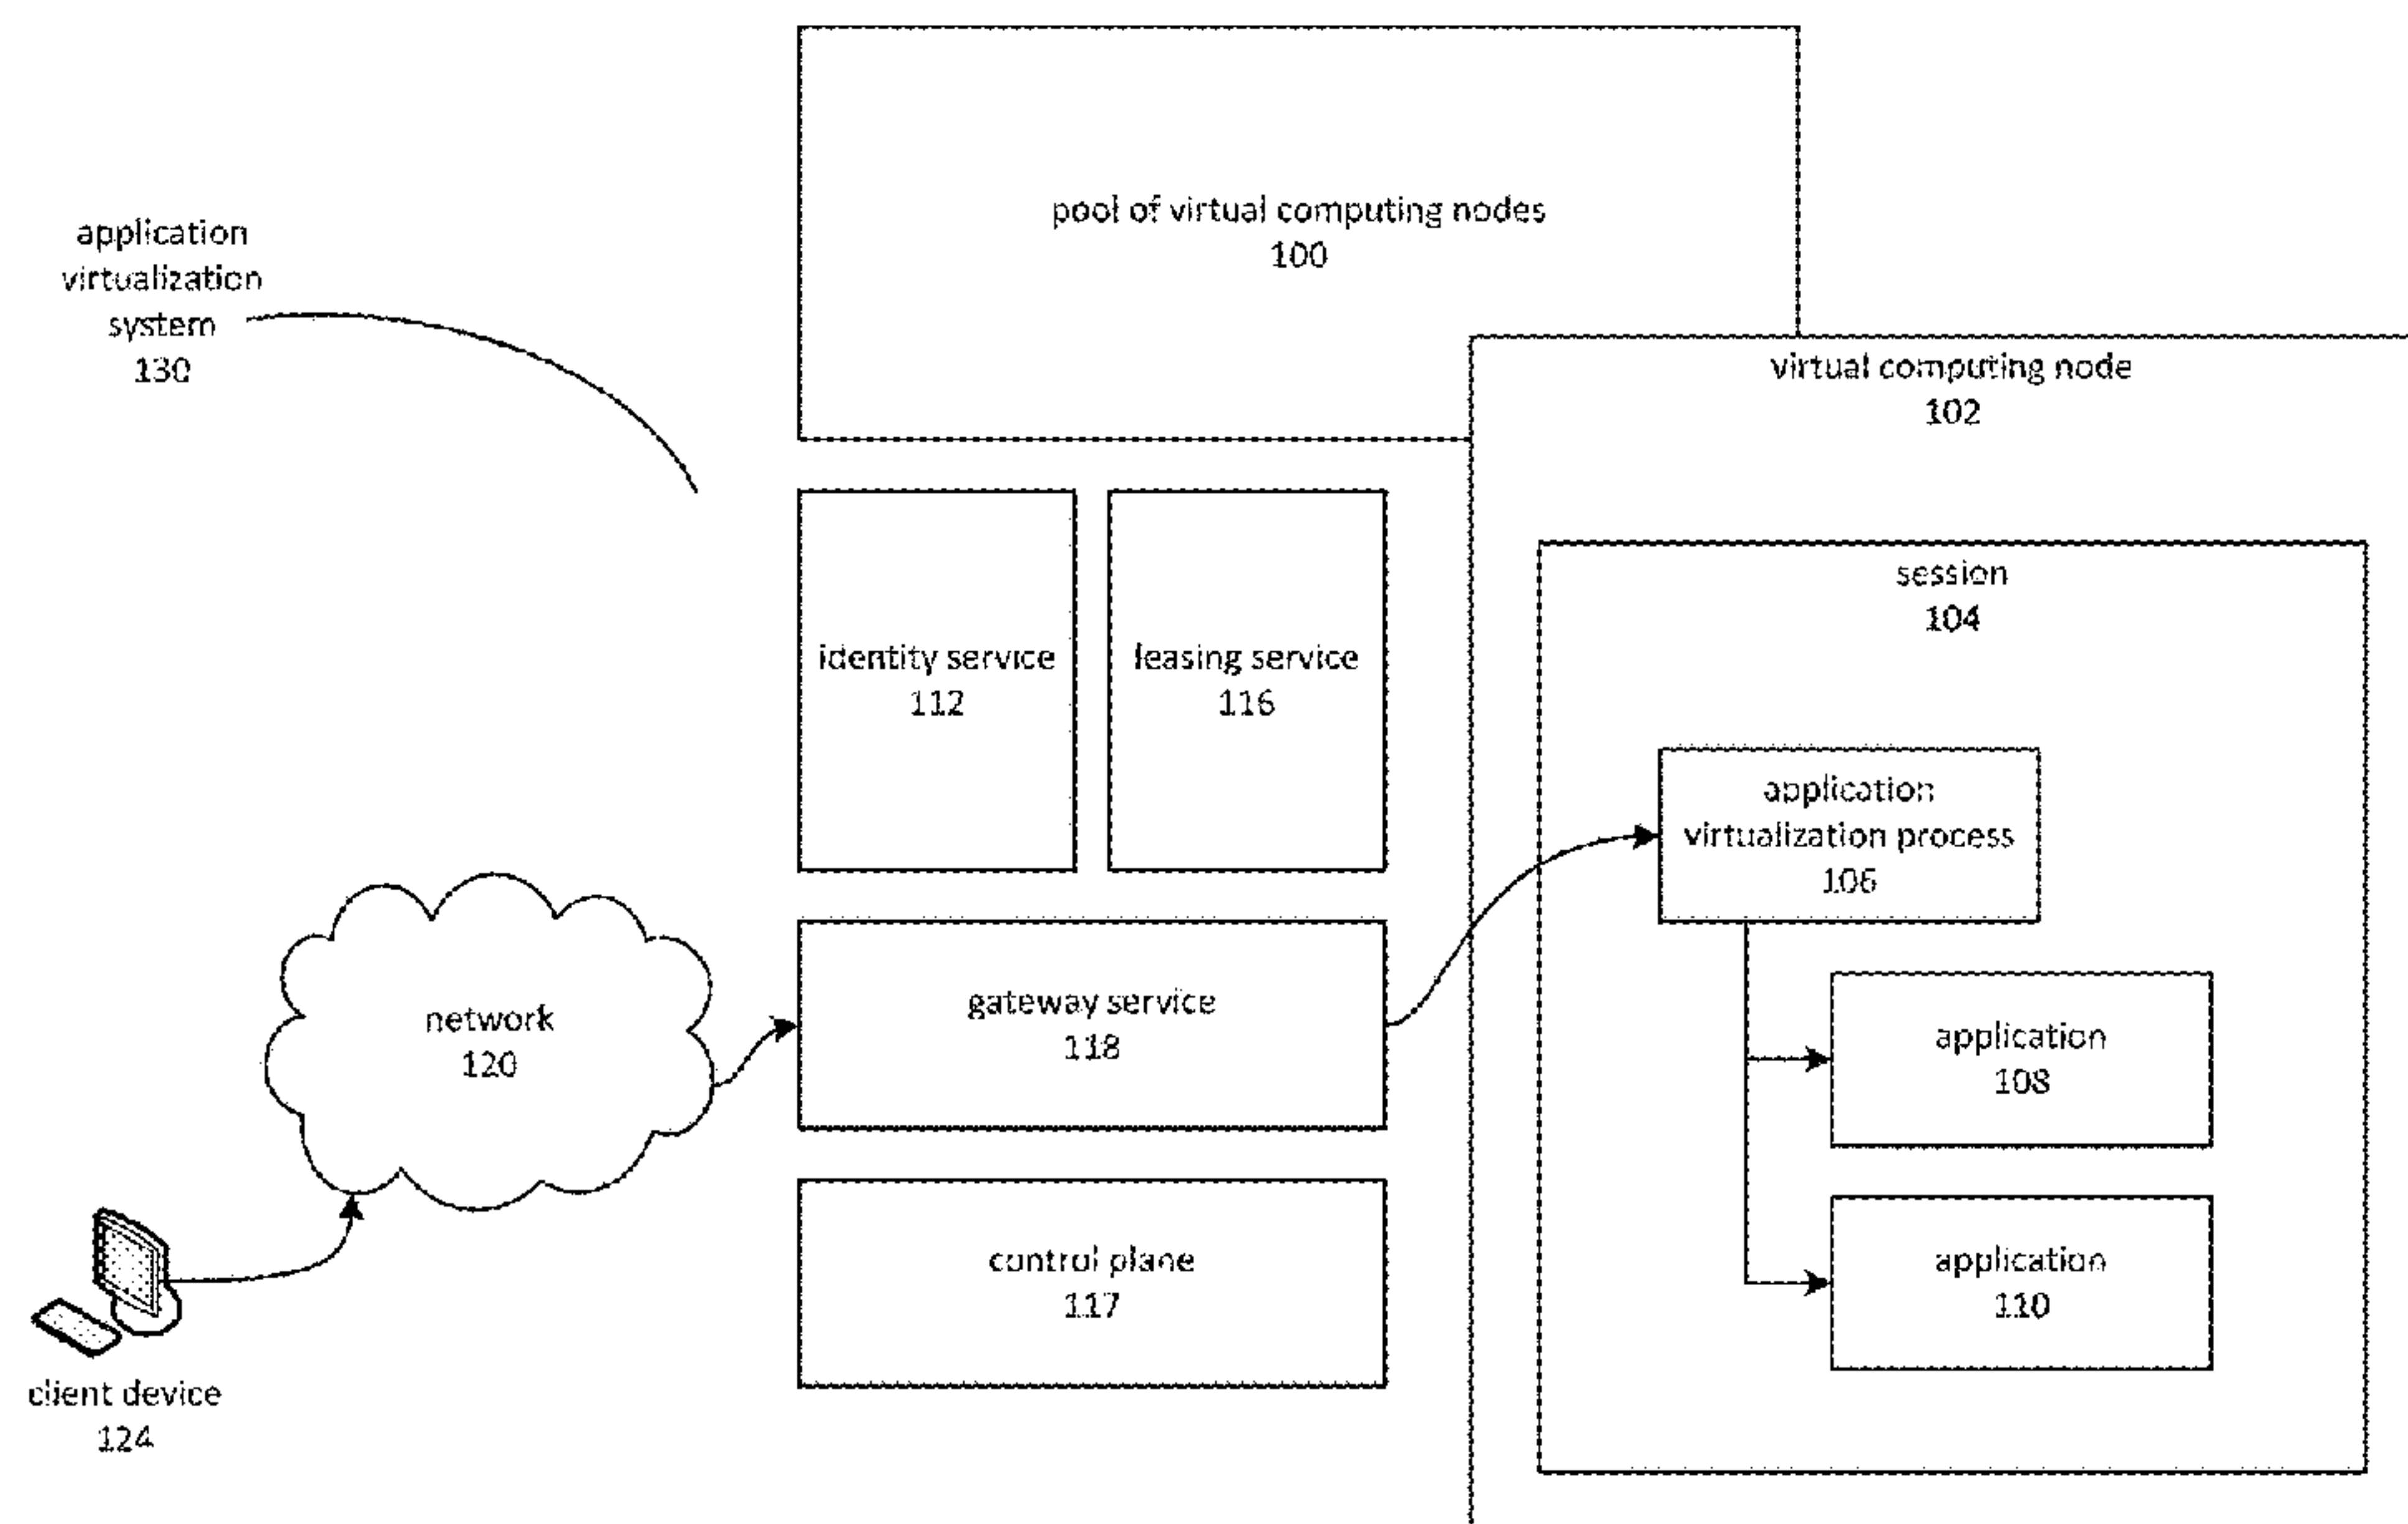 pool of virtual computing nodes
100
application
virtualization
system
130
virtual computing node
102
session
104
identity service
112
leasing service
116
application
virtualization process
106
network
120
gateway service
118
application
108
control plane
117
application
110
client device
124